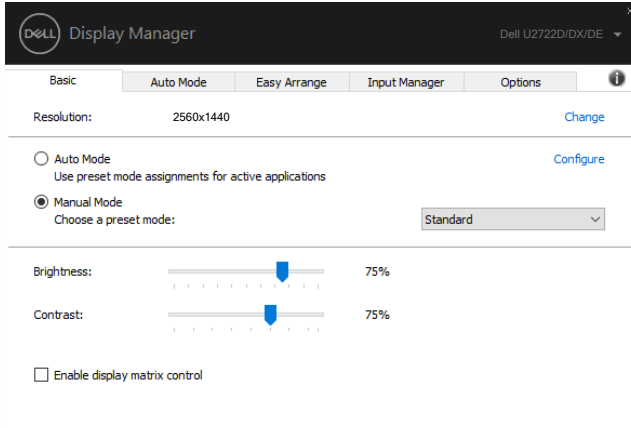 DELL Display Manager Dell U2722D/DX/DE
Basic Auto Mode Easy Arrange Input Manager Options
Resolution: 2560x1440 Change
Auto Mode Configure
Use preset mode assignments for active applications
Manual Mode
Choose a preset mode: Standard
Brightness: 75%
Contrast: 75%
Enable display matrix control